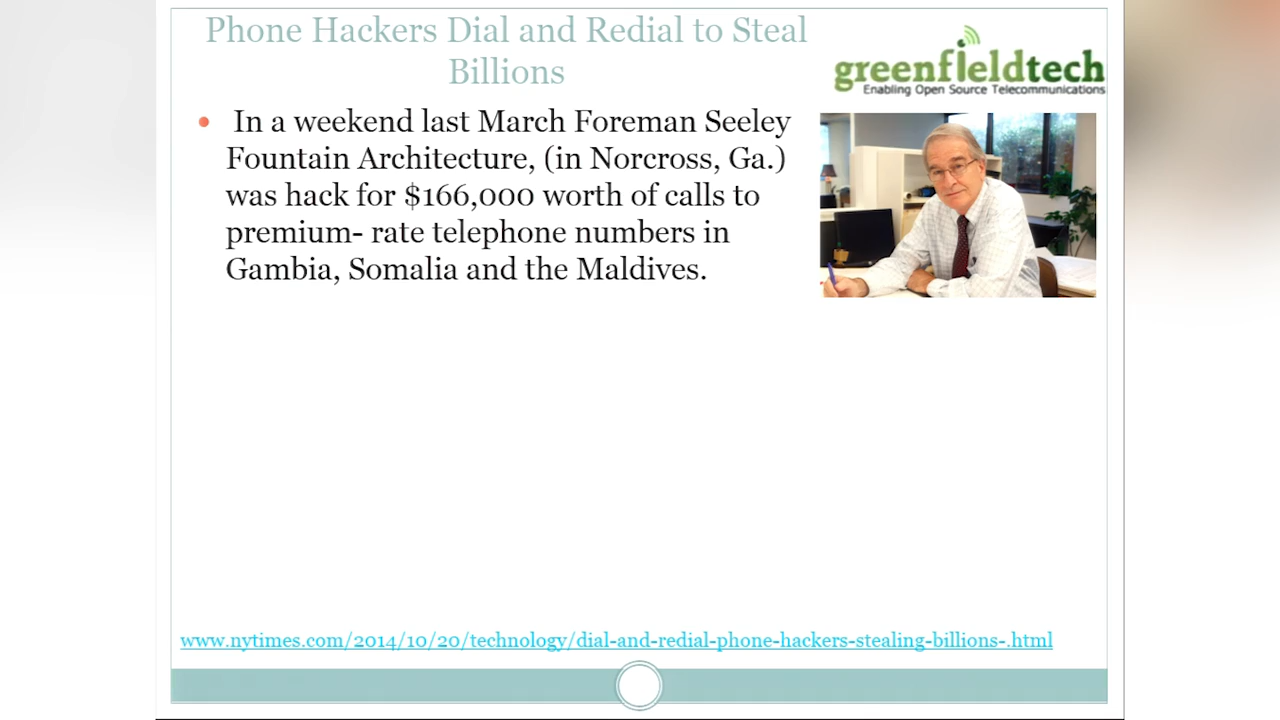 Phone Hackers Dial and Redial to Steal
Billions
greenfieldtech
Enabling Open Source Telecommunications
In a weekend last March Foreman Seeley
Fountain Architecture, (in Norcross, Ga.)
was hack for $166,000 worth of calls to
premium- rate telephone numbers in
Gambia, Somalia and the Maldives.
www.nytimes.com/2014/10/20/technology/dial-and-redial-phone-hackers-stealing-billions-.html